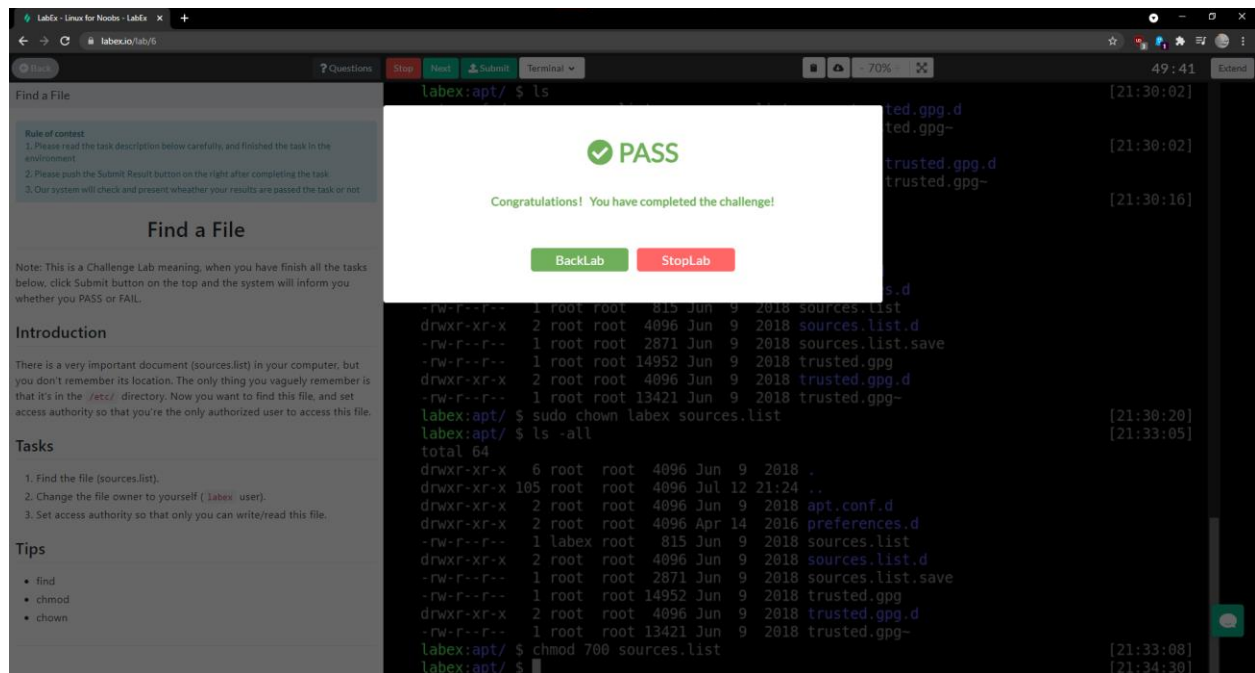 LabEx - Linux for Noobs - LabEx
labex.io/lab/6
Back
? Questions
Stop
Next
Submit
Terminal
- 70%
49:41
Extend
Find a File
Rule of contest
1. Please read the task description below carefully, and finished the task in the
environment
2. Please push the Submit Result button on the right after completing the task
3. Our system will check and present wheather your results are passed the task or not
Find a File
Note: This is a Challenge Lab meaning, when you have finish all the tasks
below, click Submit button on the top and the system will inform you
whether you PASS or FAIL.
Introduction
There is a very important document (sources.list) in your computer, but
you don't remember its location. The only thing you vaguely remember is
that it's in the /etc/ directory. Now you want to find this file, and set
access authority so that you're the only authorized user to access this file.
Tasks
1. Find the file (sources.list).
2. Change the file owner to yourself ( labex user).
3. Set access authority so that only you can write/read this file.
Tips
find
chmod
chown
labex:apt/ $ ls [21:30:02]
trusted.gpg.d
ted.gpg~
[21:30:02]
trusted.gpg.d
trusted.gpg~
[21:30:16]
PASS
Congratulations! You have completed the challenge!
BackLab
StopLab
s.d
-rw-r--r-- 1 root root 815 Jun 9 2018 sources.list
drwxr-xr-x 2 root root 4096 Jun 9 2018 sources.list.d
-rw-r--r-- 1 root root 2871 Jun 9 2018 sources.list.save
-rw-r--r-- 1 root root 14952 Jun 9 2018 trusted.gpg
drwxr-xr-x 2 root root 4096 Jun 9 2018 trusted.gpg.d
-rw-r--r-- 1 root root 13421 Jun 9 2018 trusted.gpg~
labex:apt/ $ sudo chown labex sources.list [21:30:20]
labex:apt/ $ ls -all [21:33:05]
total 64
drwxr-xr-x 6 root root 4096 Jun 9 2018 .
drwxr-xr-x 105 root root 4096 Jul 12 21:24 ..
drwxr-xr-x 2 root root 4096 Jun 9 2018 apt.conf.d
drwxr-xr-x 2 root root 4096 Apr 14 2016 preferences.d
-rw-r--r-- 1 labex root 815 Jun 9 2018 sources.list
drwxr-xr-x 2 root root 4096 Jun 9 2018 sources.list.d
-rw-r--r-- 1 root root 2871 Jun 9 2018 sources.list.save
-rw-r--r-- 1 root root 14952 Jun 9 2018 trusted.gpg
drwxr-xr-x 2 root root 4096 Jun 9 2018 trusted.gpg.d
-rw-r--r-- 1 root root 13421 Jun 9 2018 trusted.gpg~
labex:apt/ $ chmod 700 sources.list [21:33:08]
labex:apt/ $ [21:34:30]